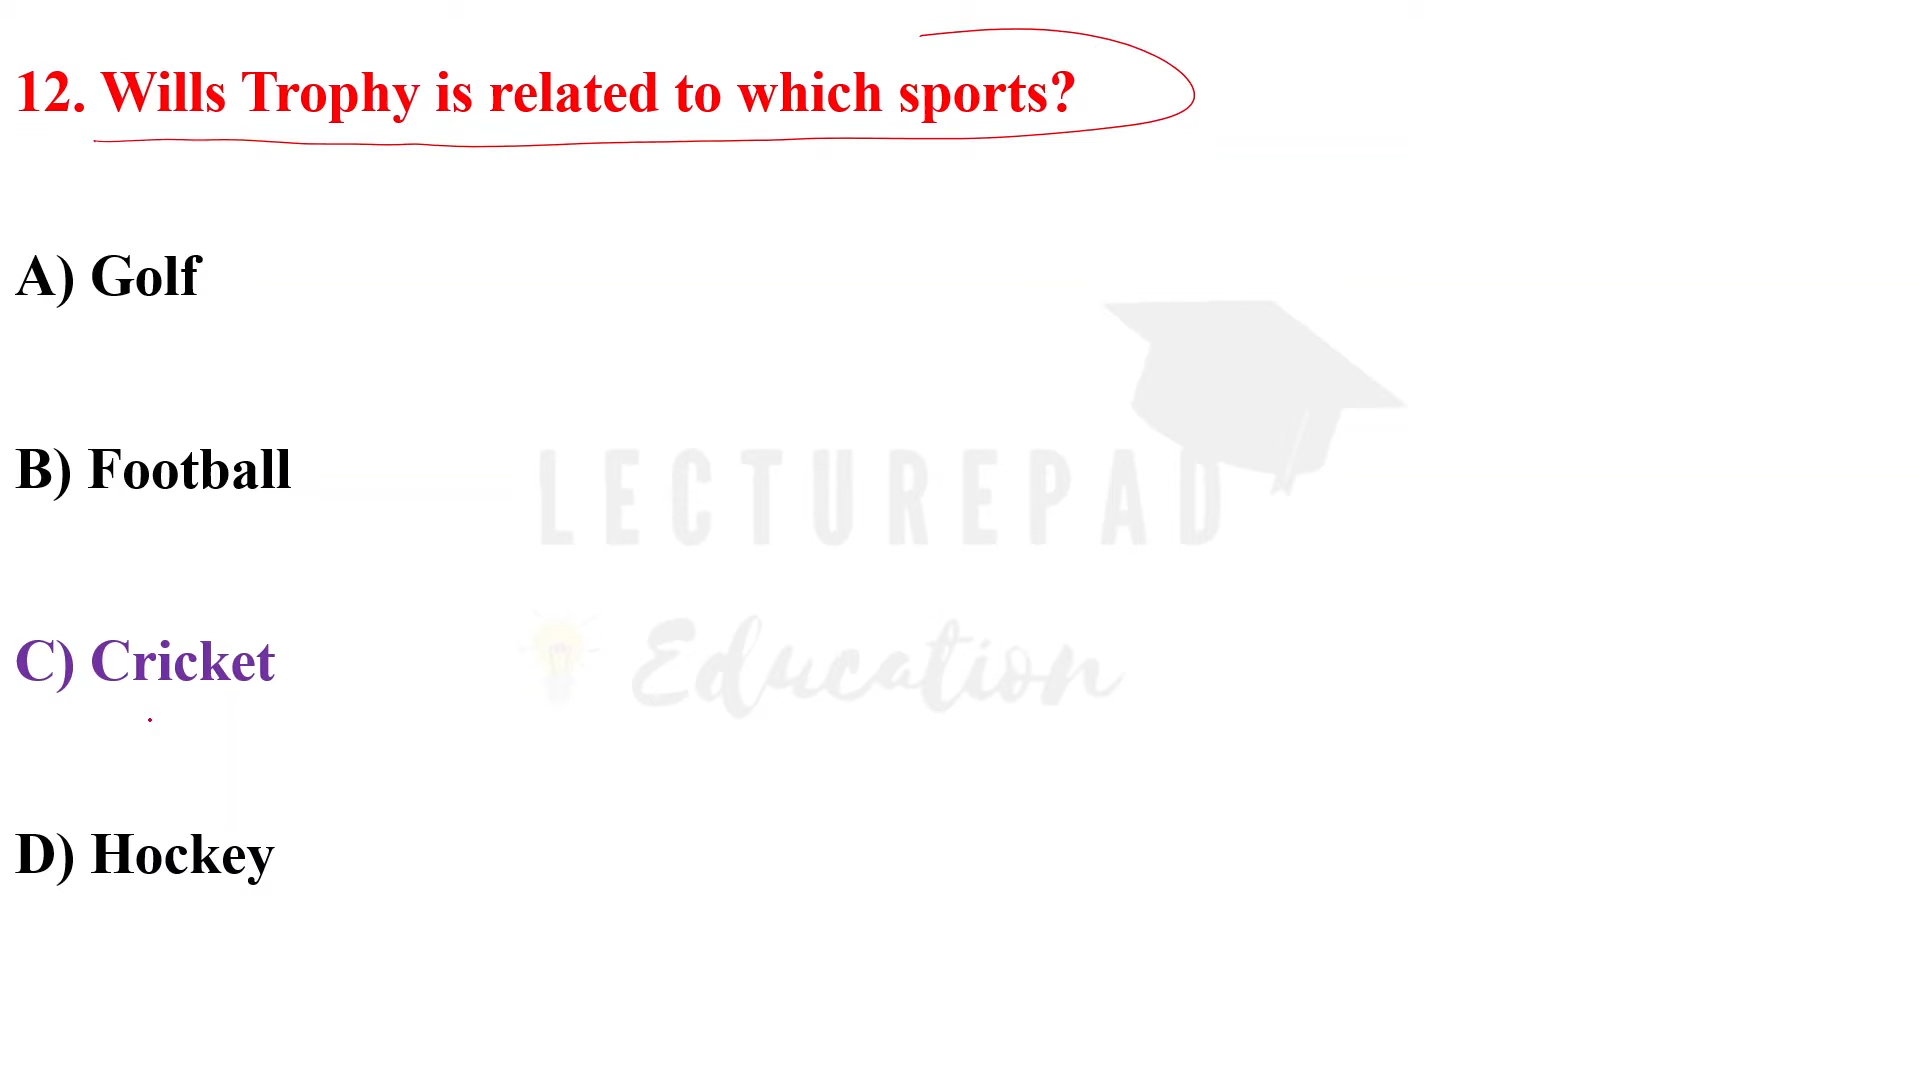 12. Wills Trophy is related to which sports?
A) Golf
B) Football
LECTUREPAD
C) Cricket
Education
D) Hockey